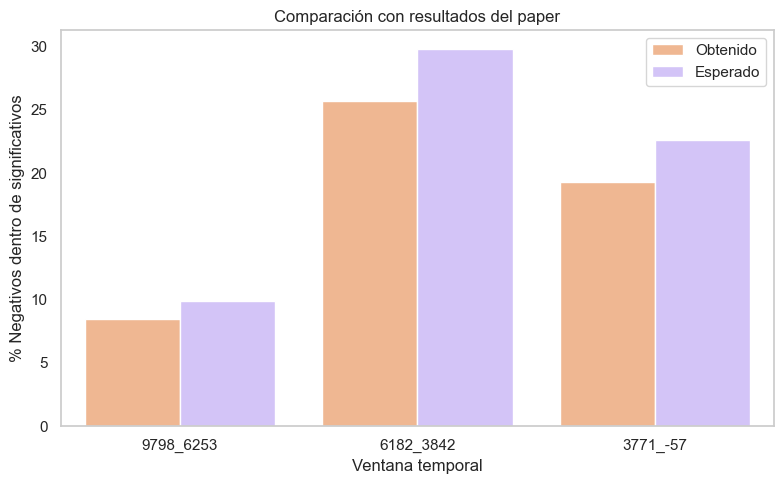 Comparación con resultados del paper
Obtenido
Esperado
% Negativos dentro de significativos
30
25
20
15
10
5
0
9798_6253 6182_3842 3771_-57
Ventana temporal